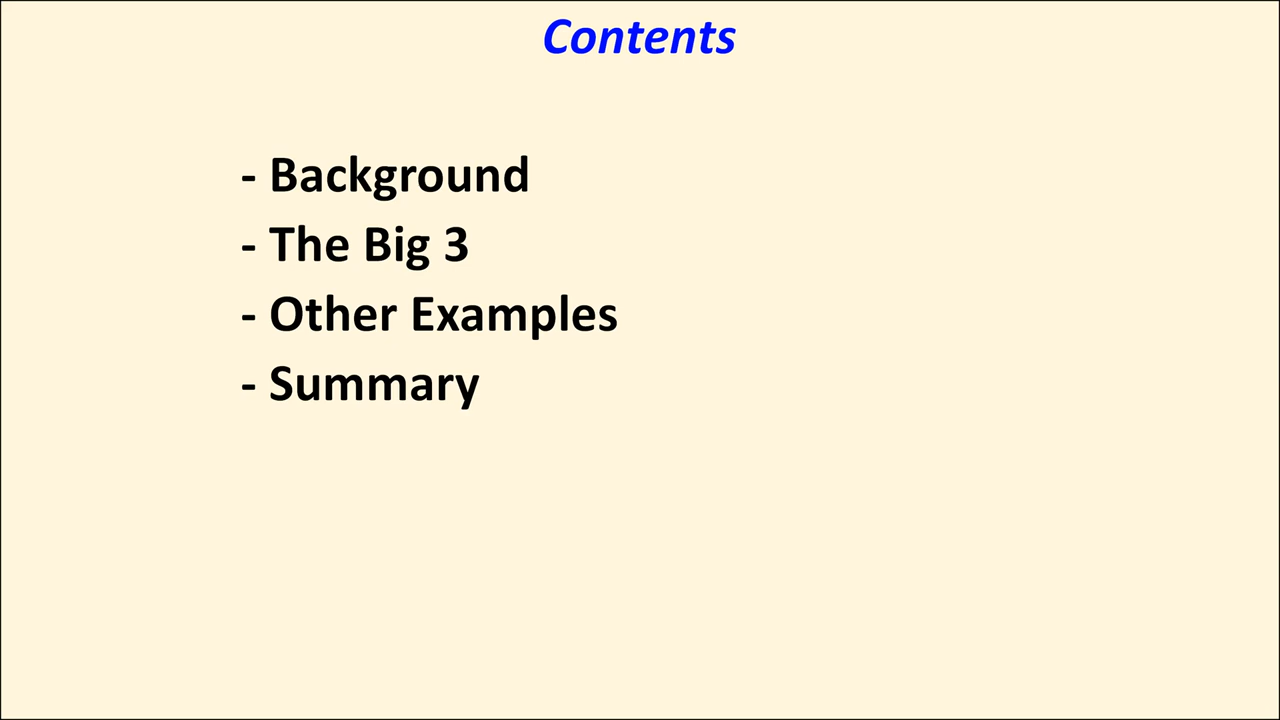 Contents
- Background
- The Big 3
- Other Examples
- Summary